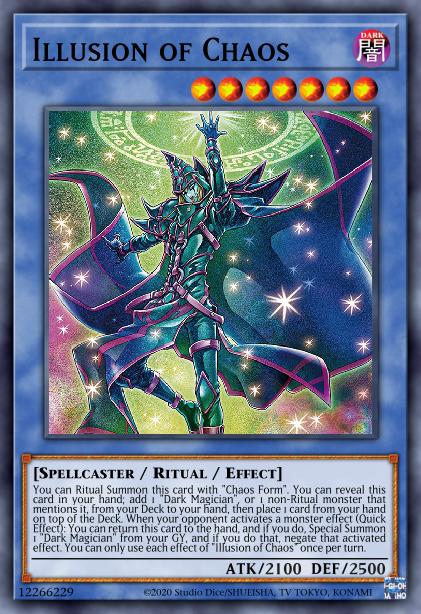 Illusion of Chaos
DARK
闇
[Spellcaster / Ritual / Effect]
You can Ritual Summon this card with "Chaos Form". You can reveal this
card in your hand; add 1 "Dark Magician", or 1 non-Ritual monster that
mentions it, from your Deck to your hand, then place 1 card from your hand
on top of the Deck. When your opponent activates a monster effect (Quick
Effect): You can return this card to the hand, and if you do, Special Summon
1 "Dark Magician" from your GY, and if you do that, negate that activated
effect. You can only use each effect of "Illusion of Chaos" once per turn.
ATK/2100 DEF/2500
12266229 ©2020 Studio Dice/SHUEISHA, TV TOKYO, KONAMI